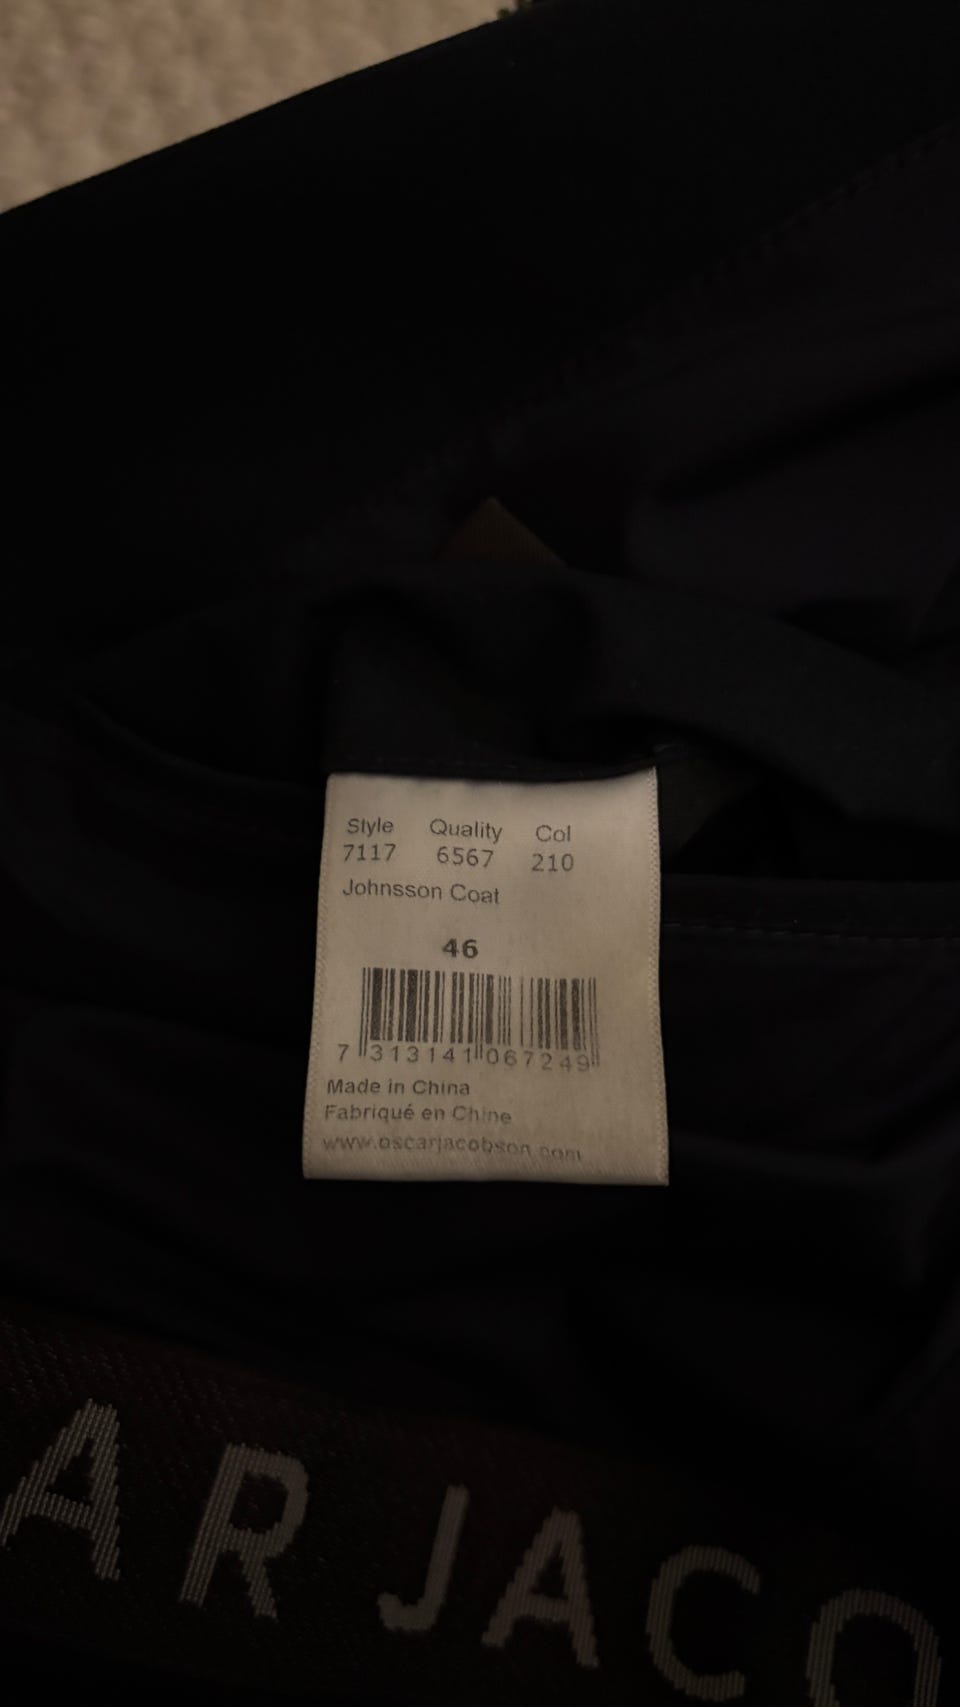 Style Quality Col
7117 6567 210
Johnsson Coat
46
7 313141 067249
Made in China
Fabriqué en Chine
www.oscarjacobson.com
AR JACO